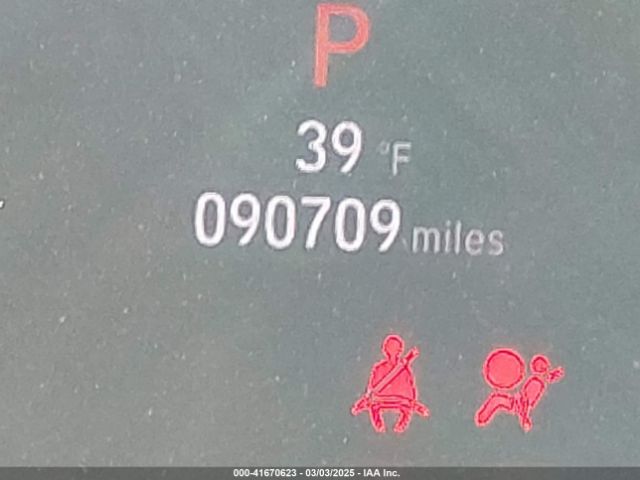 P
39 °F
090709 miles
000-41670623 - 03/03/2025 - IAA Inc.